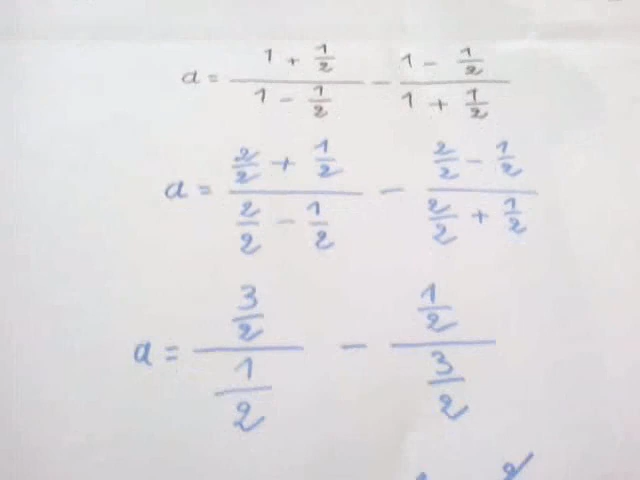 a = (1 + 1/2)/(1 - 1/2) - (1 - 1/2)/(1 + 1/2)
a = (2/2 + 1/2)/(2/2 - 1/2) - (2/2 - 1/2)/(2/2 + 1/2)
a = (3/2)/(1/2) - (1/2)/(3/2)